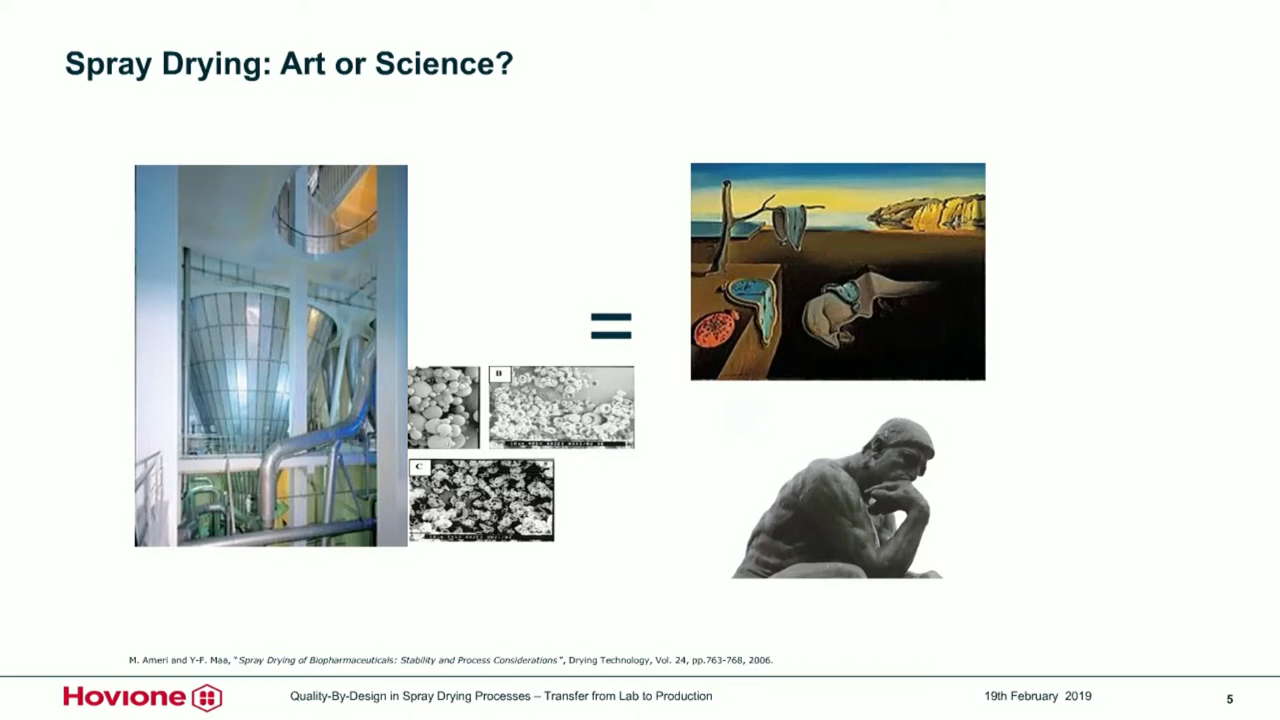 Spray Drying: Art or Science?
=
B
C
M. Ameri and Y-F. Maa, "Spray Drying of Biopharmaceuticals: Stability and Process Considerations", Drying Technology, Vol. 24, pp.763-768, 2006.
Hovione
Quality-By-Design in Spray Drying Processes – Transfer from Lab to Production
19th February 2019
5